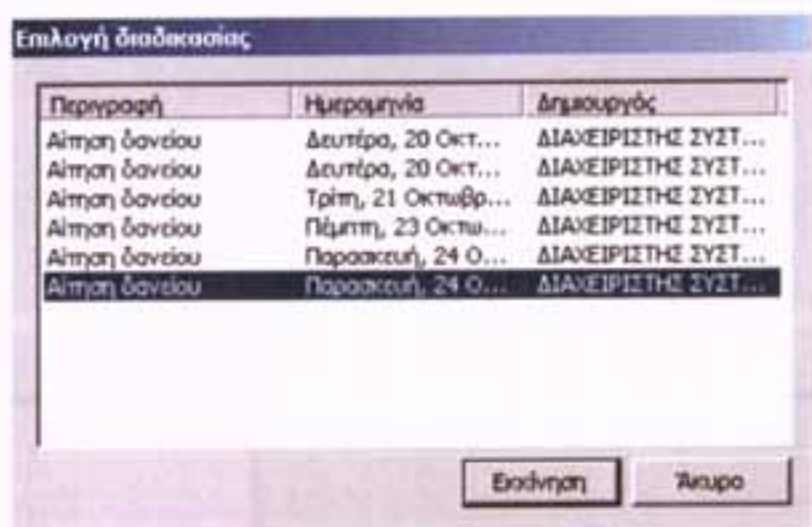 Επιλογή διαδικασίας
Περιγραφή Ημερομηνία Δημιουργός
Αίτηση δανείου Δευτέρα, 20 Οκτ... ΔΙΑΧΕΙΡΙΣΤΗΣ ΣΥΣΤ...
Αίτηση δανείου Δευτέρα, 20 Οκτ... ΔΙΑΧΕΙΡΙΣΤΗΣ ΣΥΣΤ...
Αίτηση δανείου Τρίτη, 21 Οκτωβρ... ΔΙΑΧΕΙΡΙΣΤΗΣ ΣΥΣΤ...
Αίτηση δανείου Πέμπτη, 23 Οκτω... ΔΙΑΧΕΙΡΙΣΤΗΣ ΣΥΣΤ...
Αίτηση δανείου Παρασκευή, 24 Ο... ΔΙΑΧΕΙΡΙΣΤΗΣ ΣΥΣΤ...
Αίτηση δανείου Παρασκευή, 24 Ο... ΔΙΑΧΕΙΡΙΣΤΗΣ ΣΥΣΤ...
Εκκίνηση Άκυρο